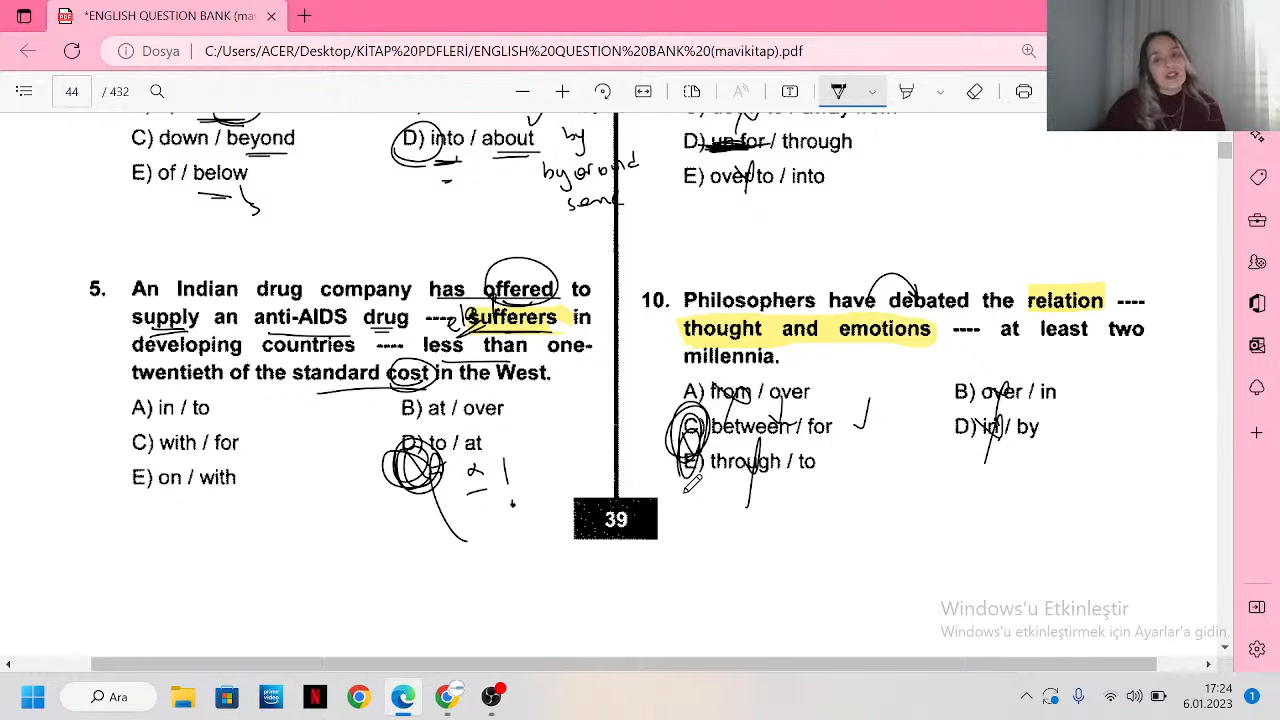 *ENGLISH QUESTION BANK (mavikitap
Dosya C:/Users/ACER/Desktop/KİTAP%20PDFLERİ/ENGLISH%20QUESTION%20BANK%20(mavikitap).pdf
44 / 432
C) down / beyond
D) into / about
E) of / below
by
by around
D) up for / through
E) over to / into
5. An Indian drug company has offered to
supply an anti-AIDS drug ---- sufferers in
developing countries ---- less than one-
twentieth of the standard cost in the West.
A) in / to
B) at / over
C) with / for
D) to / at
E) on / with
10. Philosophers have debated the relation ----
thought and emotions ---- at least two
millennia.
A) from / over
B) over / in
C) between / for
D) in / by
E) through / to
39
Windows'u Etkinleştir
Windows'u etkinleştirmek için Ayarlar'a gidin.
Ara
17:24
6.01.2023